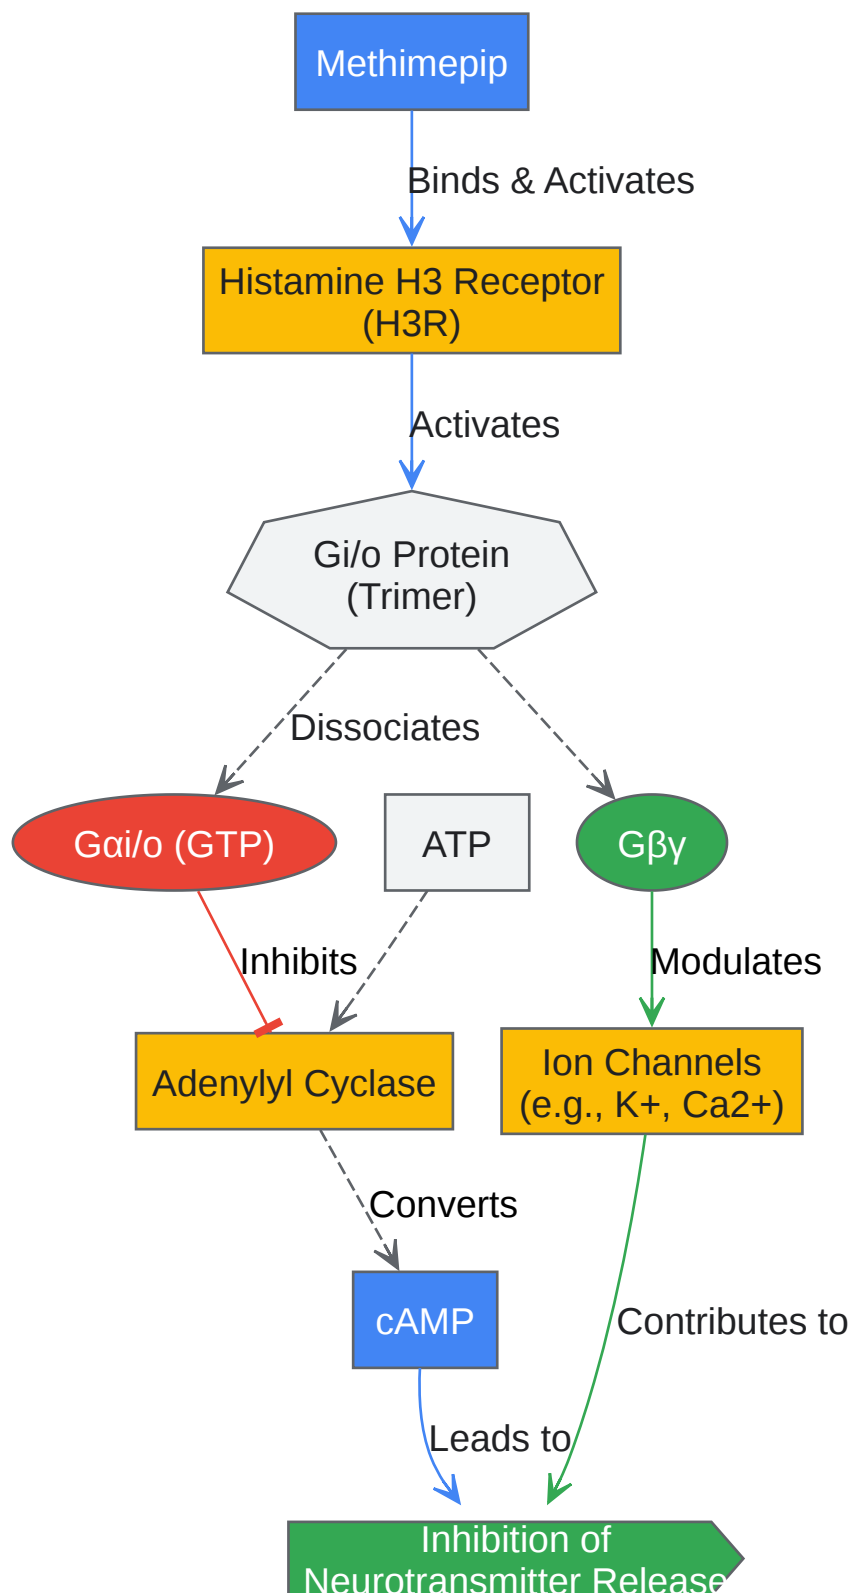 Methimepip
Binds & Activates
Histamine H3 Receptor
(H3R)
Activates
Gi/o Protein
(Trimer)
Dissociates
Gαi/o (GTP)
ATP
Gβγ
Inhibits
Modulates
Adenylyl Cyclase
Ion Channels
(e.g., K+, Ca2+)
Converts
cAMP
Contributes to
Leads to
Inhibition of
Neurotransmitter Release